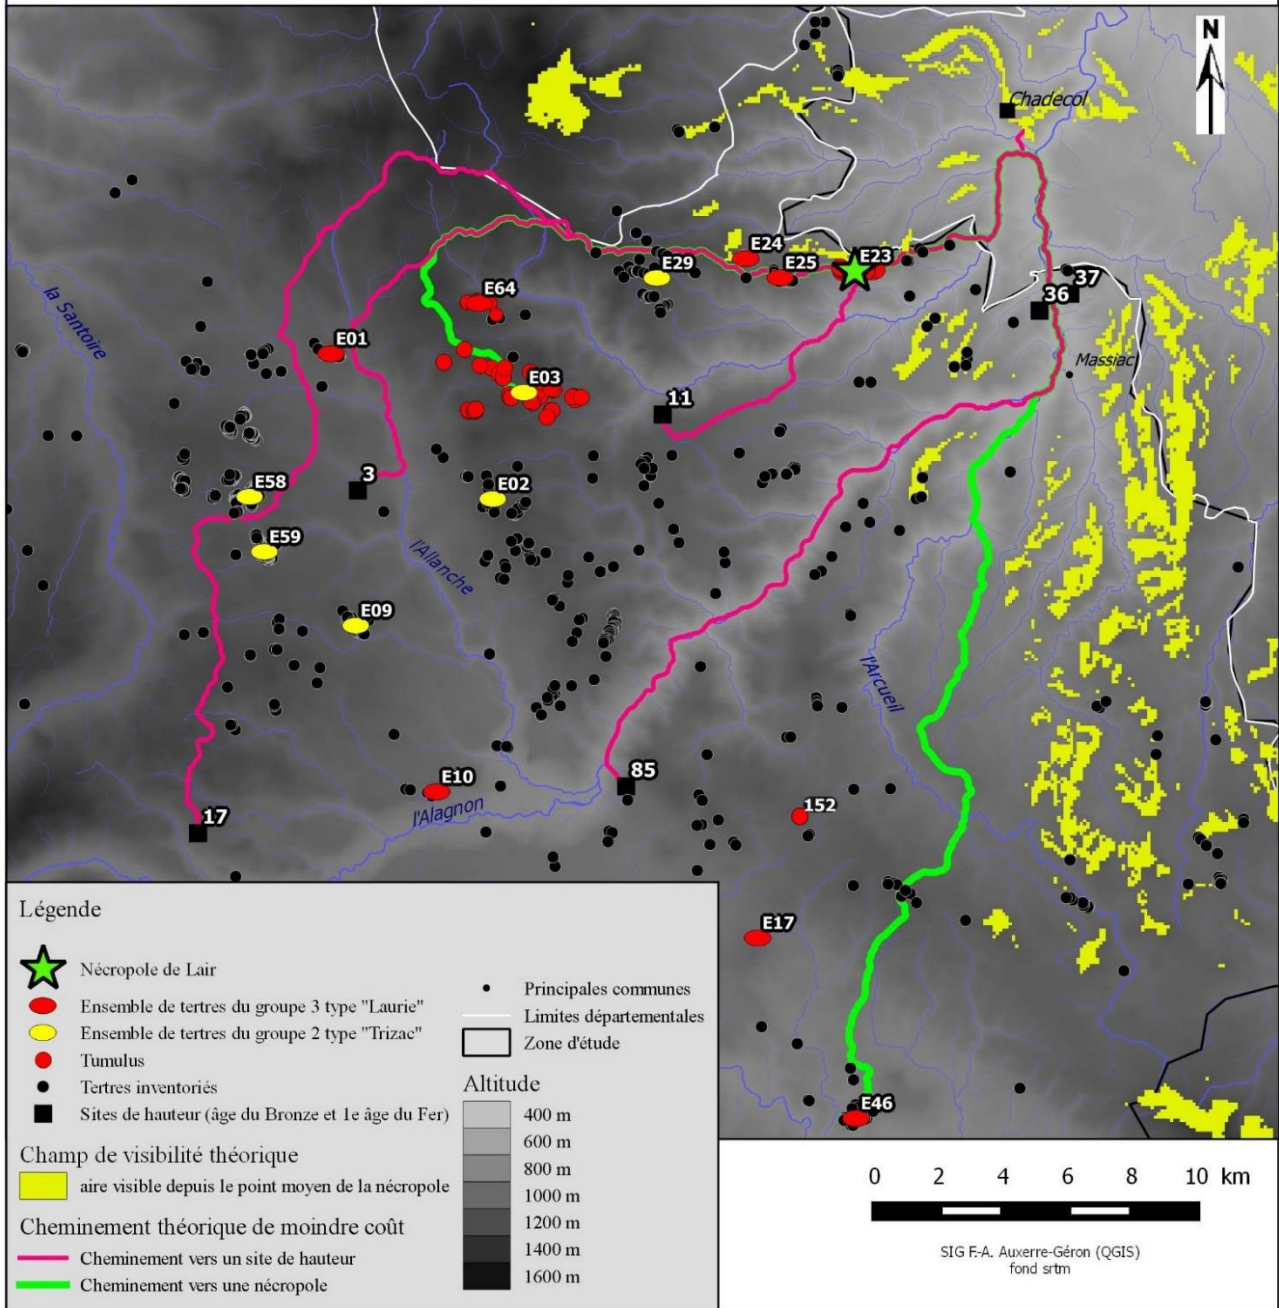 N
Chadecol
E24
E23
E29
E25
37
36
la Santoire
E64
E01
Massiac
E03
11
3
E58
E02
E59
l'Allanche
E09
l'Arcueil
E10
85
l'Alagnon
152
17
E17
E46
Légende
Nécropole de Lair
Ensemble de tertres du groupe 3 type "Laurie"
Ensemble de tertres du groupe 2 type "Trizac"
Tumulus
Tertres inventoriés
Sites de hauteur (âge du Bronze et 1e âge du Fer)
Champ de visibilité théorique
aire visible depuis le point moyen de la nécropole
Cheminement théorique de moindre coût
Cheminement vers un site de hauteur
Cheminement vers une nécropole
Principales communes
Limites départementales
Zone d'étude
Altitude
400 m
600 m
800 m
1000 m
1200 m
1400 m
1600 m
0 2 4 6 8 10 km
SIG F.-A. Auxerre-Géron (QGIS)
fond srtm